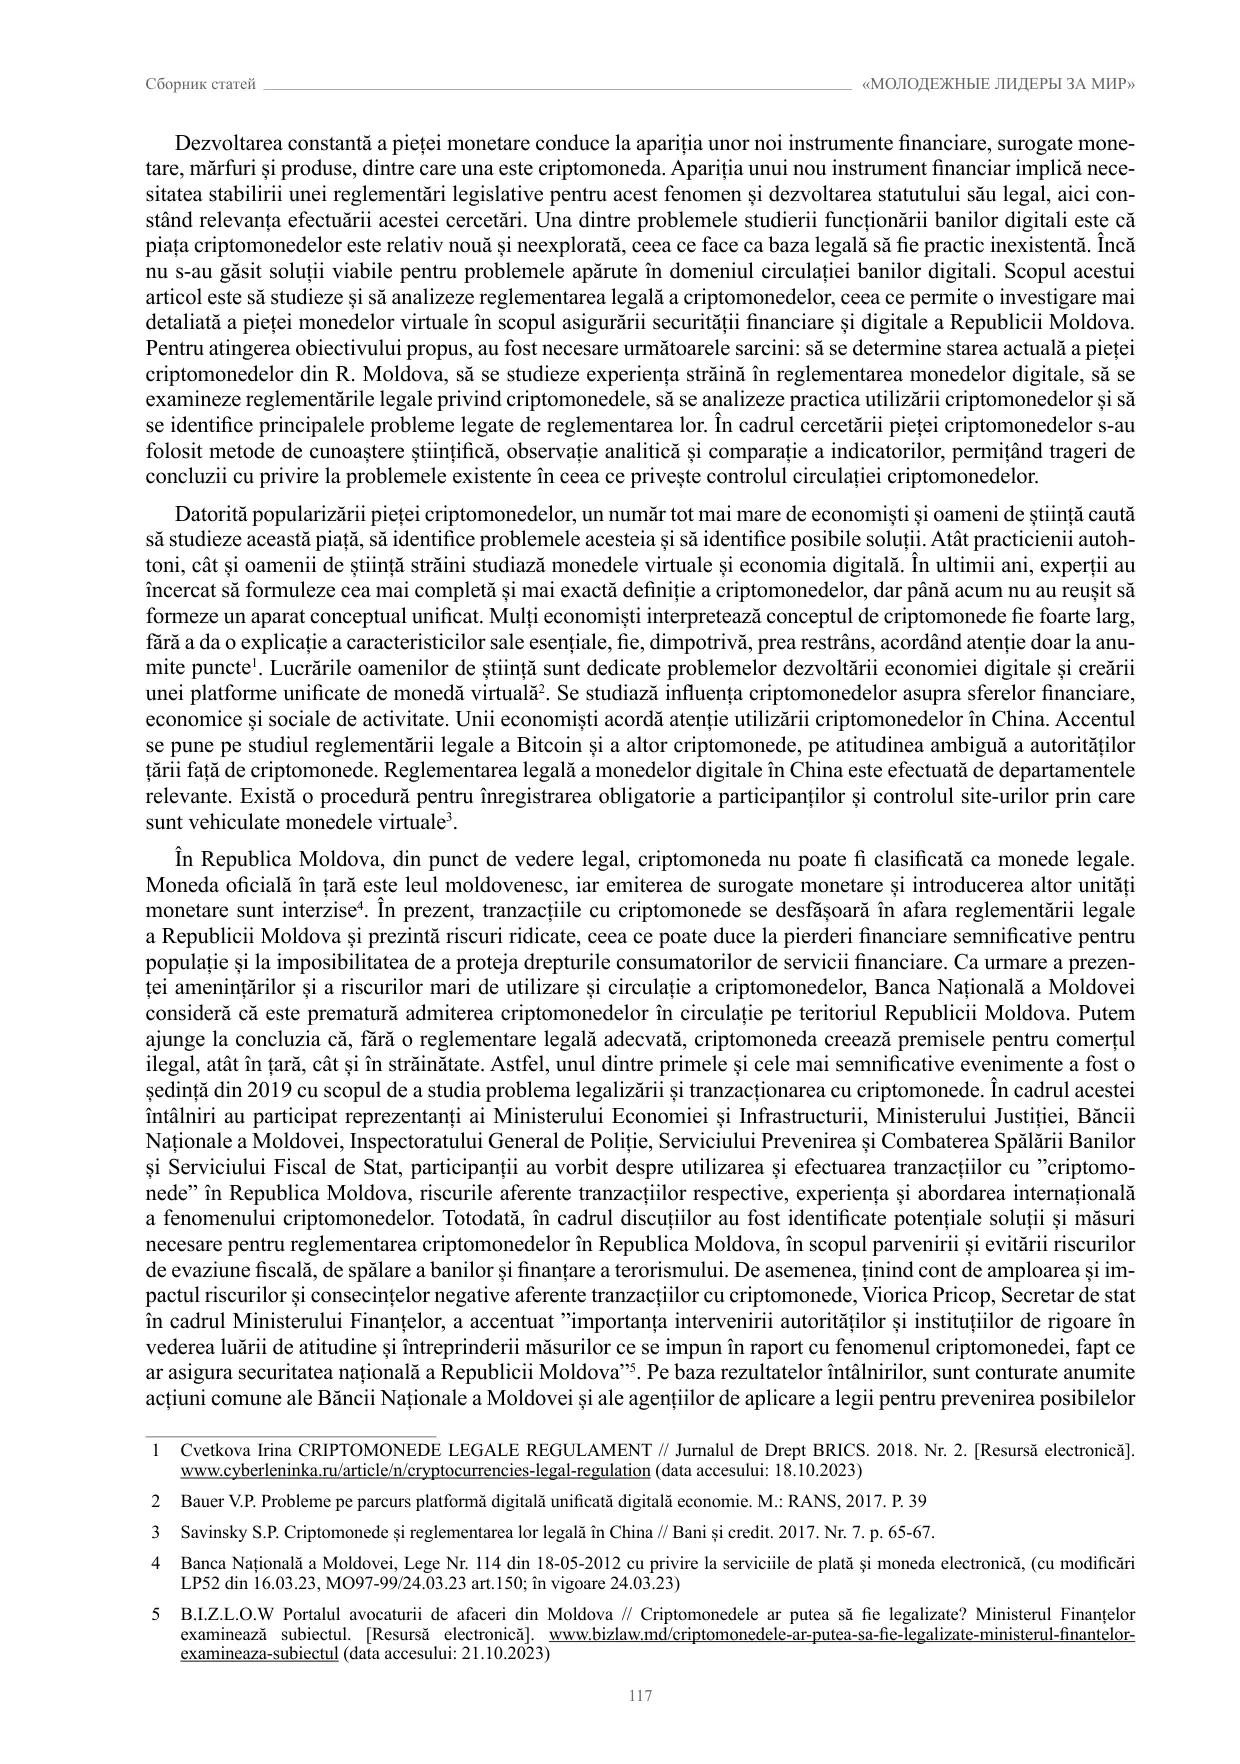 Сборник статей «МОЛОДЕЖНЫЕ ЛИДЕРЫ ЗА МИР»
Dezvoltarea constantă a pieței monetare conduce la apariția unor noi instrumente financiare, surogate mone-
tare, mărfuri și produse, dintre care una este criptomoneda. Apariția unui nou instrument financiar implică nece-
sitatea stabilirii unei reglementări legislative pentru acest fenomen și dezvoltarea statutului său legal, aici con-
stând relevanța efectuării acestei cercetări. Una dintre problemele studierii funcționării banilor digitali este că
piața criptomonedelor este relativ nouă și neexplorată, ceea ce face ca baza legală să fie practic inexistentă. Încă
nu s-au găsit soluții viabile pentru problemele apărute în domeniul circulației banilor digitali. Scopul acestui
articol este să studieze și să analizeze reglementarea legală a criptomonedelor, ceea ce permite o investigare mai
detaliată a pieței monedelor virtuale în scopul asigurării securității financiare și digitale a Republicii Moldova.
Pentru atingerea obiectivului propus, au fost necesare următoarele sarcini: să se determine starea actuală a pieței
criptomonedelor din R. Moldova, să se studieze experiența străină în reglementarea monedelor digitale, să se
examineze reglementările legale privind criptomonedele, să se analizeze practica utilizării criptomonedelor și să
se identifice principalele probleme legate de reglementarea lor. În cadrul cercetării pieței criptomonedelor s-au
folosit metode de cunoaștere științifică, observație analitică și comparație a indicatorilor, permițând trageri de
concluzii cu privire la problemele existente în ceea ce privește controlul circulației criptomonedelor.
Datorită popularizării pieței criptomonedelor, un număr tot mai mare de economiști și oameni de știință caută
să studieze această piață, să identifice problemele acesteia și să identifice posibile soluții. Atât practicienii autoh-
toni, cât și oamenii de știință străini studiază monedele virtuale și economia digitală. În ultimii ani, experții au
încercat să formuleze cea mai completă și mai exactă definiție a criptomonedelor, dar până acum nu au reușit să
formeze un aparat conceptual unificat. Mulți economiști interpretează conceptul de criptomonede fie foarte larg,
fără a da o explicație a caracteristicilor sale esențiale, fie, dimpotrivă, prea restrâns, acordând atenție doar la anu-
mite puncte¹. Lucrările oamenilor de știință sunt dedicate problemelor dezvoltării economiei digitale și creării
unei platforme unificate de monedă virtuală². Se studiază influența criptomonedelor asupra sferelor financiare,
economice și sociale de activitate. Unii economiști acordă atenție utilizării criptomonedelor în China. Accentul
se pune pe studiul reglementării legale a Bitcoin și a altor criptomonede, pe atitudinea ambiguă a autorităților
țării față de criptomonede. Reglementarea legală a monedelor digitale în China este efectuată de departamentele
relevante. Există o procedură pentru înregistrarea obligatorie a participanților și controlul site-urilor prin care
sunt vehiculate monedele virtuale³.
În Republica Moldova, din punct de vedere legal, criptomoneda nu poate fi clasificată ca monede legale.
Moneda oficială în țară este leul moldovenesc, iar emiterea de surogate monetare și introducerea altor unități
monetare sunt interzise⁴. În prezent, tranzacțiile cu criptomonede se desfășoară în afara reglementării legale
a Republicii Moldova și prezintă riscuri ridicate, ceea ce poate duce la pierderi financiare semnificative pentru
populație și la imposibilitatea de a proteja drepturile consumatorilor de servicii financiare. Ca urmare a prezen-
ței amenințărilor și a riscurilor mari de utilizare și circulație a criptomonedelor, Banca Națională a Moldovei
consideră că este prematură admiterea criptomonedelor în circulație pe teritoriul Republicii Moldova. Putem
ajunge la concluzia că, fără o reglementare legală adecvată, criptomoneda creează premisele pentru comerțul
ilegal, atât în țară, cât și în străinătate. Astfel, unul dintre primele și cele mai semnificative evenimente a fost o
ședință din 2019 cu scopul de a studia problema legalizării și tranzacționarea cu criptomonede. În cadrul acestei
întâlniri au participat reprezentanți ai Ministerului Economiei și Infrastructurii, Ministerului Justiției, Băncii
Naționale a Moldovei, Inspectoratului General de Poliție, Serviciului Prevenirea și Combaterea Spălării Banilor
și Serviciului Fiscal de Stat, participanții au vorbit despre utilizarea și efectuarea tranzacțiilor cu ”criptomo-
nede” în Republica Moldova, riscurile aferente tranzacțiilor respective, experiența și abordarea internațională
a fenomenului criptomonedelor. Totodată, în cadrul discuțiilor au fost identificate potențiale soluții și măsuri
necesare pentru reglementarea criptomonedelor în Republica Moldova, în scopul parvenirii și evitării riscurilor
de evaziune fiscală, de spălare a banilor și finanțare a terorismului. De asemenea, ținind cont de amploarea și im-
pactul riscurilor și consecințelor negative aferente tranzacțiilor cu criptomonede, Viorica Pricop, Secretar de stat
în cadrul Ministerului Finanțelor, a accentuat ”importanța intervenirii autorităților și instituțiilor de rigoare în
vederea luării de atitudine și întreprinderii măsurilor ce se impun în raport cu fenomenul criptomonedei, fapt ce
ar asigura securitatea națională a Republicii Moldova”⁵. Pe baza rezultatelor întâlnirilor, sunt conturate anumite
acțiuni comune ale Băncii Naționale a Moldovei și ale agențiilor de aplicare a legii pentru prevenirea posibilelor
1 Cvetkova Irina CRIPTOMONEDE LEGALE REGULAMENT // Jurnalul de Drept BRICS. 2018. Nr. 2. [Resursă electronică].
www.cyberleninka.ru/article/n/cryptocurrencies-legal-regulation (data accesului: 18.10.2023)
2 Bauer V.P. Probleme pe parcurs platformă digitală unificată digitală economie. M.: RANS, 2017. P. 39
3 Savinsky S.P. Criptomonede și reglementarea lor legală în China // Bani și credit. 2017. Nr. 7. p. 65-67.
4 Banca Națională a Moldovei, Lege Nr. 114 din 18-05-2012 cu privire la serviciile de plată şi moneda electronică, (cu modificări
LP52 din 16.03.23, MO97-99/24.03.23 art.150; în vigoare 24.03.23)
5 B.I.Z.L.O.W Portalul avocaturii de afaceri din Moldova // Criptomonedele ar putea să fie legalizate? Ministerul Finanțelor
examinează subiectul. [Resursă electronică]. www.bizlaw.md/criptomonedele-ar-putea-sa-fie-legalizate-ministerul-finantelor-
examineaza-subiectul (data accesului: 21.10.2023)
117